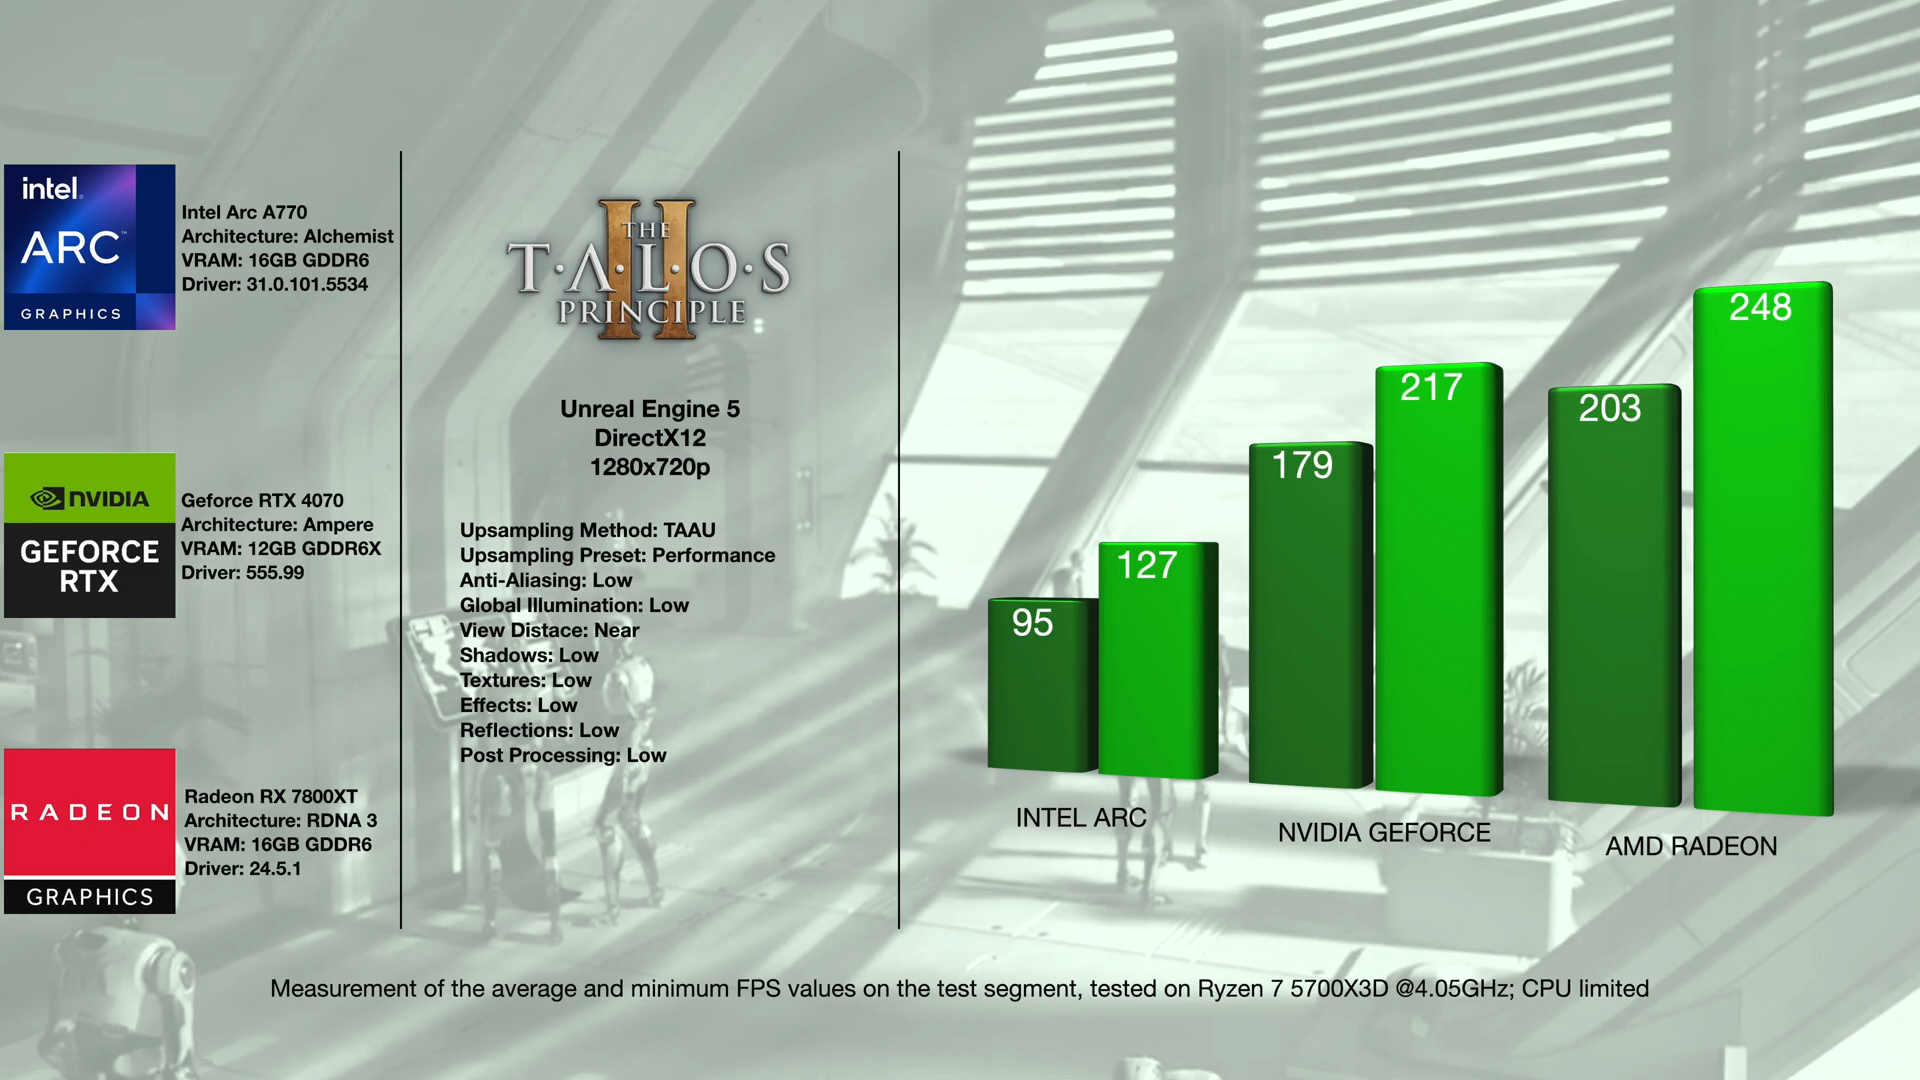 intel.
ARC™
GRAPHICS
Intel Arc A770
Architecture: Alchemist
VRAM: 16GB GDDR6
Driver: 31.0.101.5534
NVIDIA
GEFORCE
RTX
Geforce RTX 4070
Architecture: Ampere
VRAM: 12GB GDDR6X
Driver: 555.99
RADEON
GRAPHICS
Radeon RX 7800XT
Architecture: RDNA 3
VRAM: 16GB GDDR6
Driver: 24.5.1
II
THE
T·A·L·O·S
PRINCIPLE
Unreal Engine 5
DirectX12
1280x720p
Upsampling Method: TAAU
Upsampling Preset: Performance
Anti-Aliasing: Low
Global Illumination: Low
View Distace: Near
Shadows: Low
Textures: Low
Effects: Low
Reflections: Low
Post Processing: Low
95
127
179
217
203
248
INTEL ARC
NVIDIA GEFORCE
AMD RADEON
Measurement of the average and minimum FPS values on the test segment, tested on Ryzen 7 5700X3D @4.05GHz; CPU limited